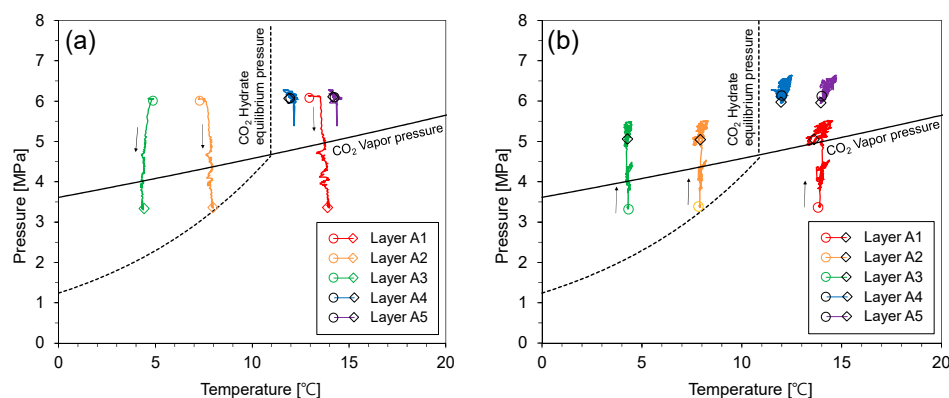 (a)
Pressure [MPa]
8
7
6
5
4
3
2
1
0
CO2 Hydrate
equilibrium pressure
CO2 Vapor pressure
Layer A1
Layer A2
Layer A3
Layer A4
Layer A5
0 5 10 15 20
Temperature [℃]
(b)
Pressure [MPa]
8
7
6
5
4
3
2
1
0
CO2 Hydrate
equilibrium pressure
CO2 Vapor pressure
Layer A1
Layer A2
Layer A3
Layer A4
Layer A5
0 5 10 15 20
Temperature [℃]